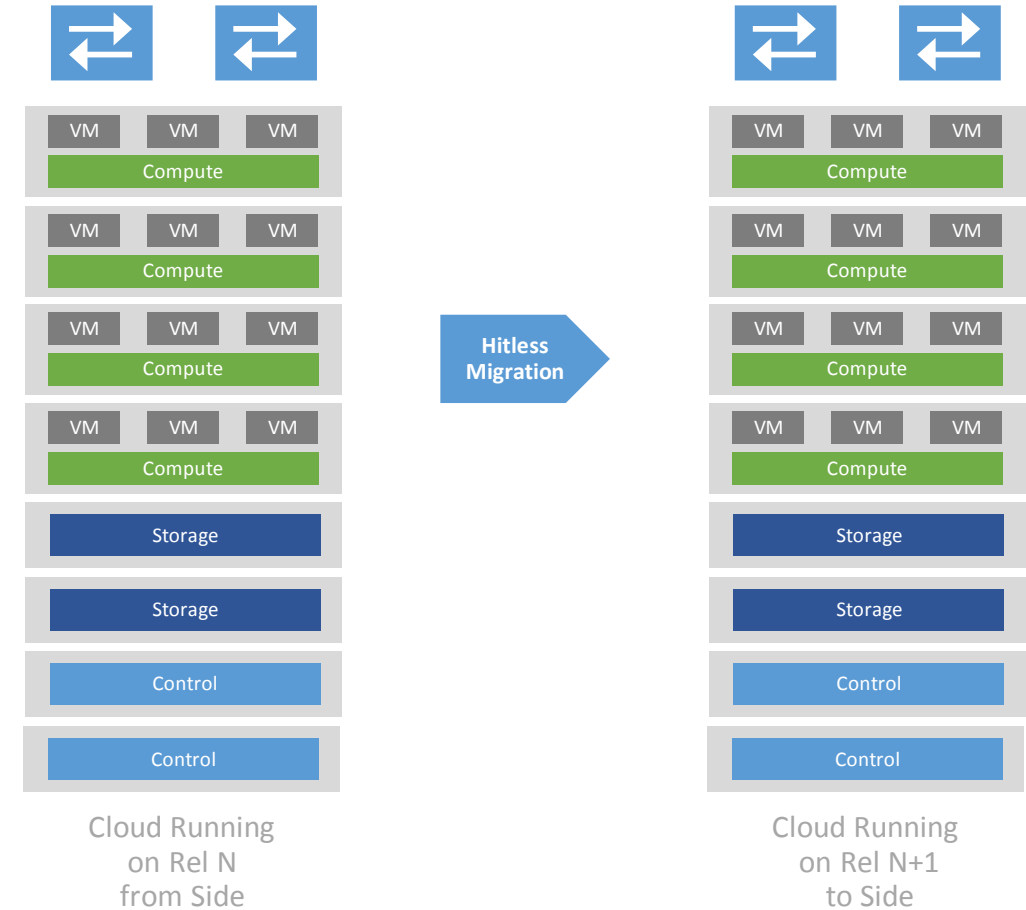 VM VM VM
Compute
VM VM VM
Compute
VM VM VM
Compute
VM VM VM
Compute
Storage
Storage
Control
Control
Cloud Running
on Rel N
from Side
Hitless
Migration
VM VM VM
Compute
VM VM VM
Compute
VM VM VM
Compute
VM VM VM
Compute
Storage
Storage
Control
Control
Cloud Running
on Rel N+1
to Side